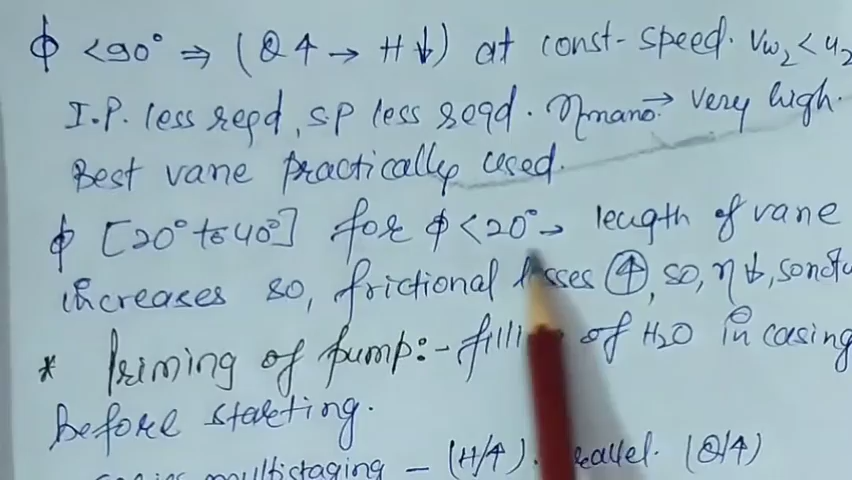 ϕ <90° ⇒ (Q↑ → H↓) at const-speed. Vw₂ < u₂
I.P. less reqd, S.P less reqd. ηmano. → very high.
Best vane practically used.
ϕ [20° to 40°] for ϕ <20° → length of vane
increases so, frictional losses ↑, so, η↓, so
* Priming of pump:- of H₂O in casing
before starting.
multistaging - (H/↑). (Q/↑)